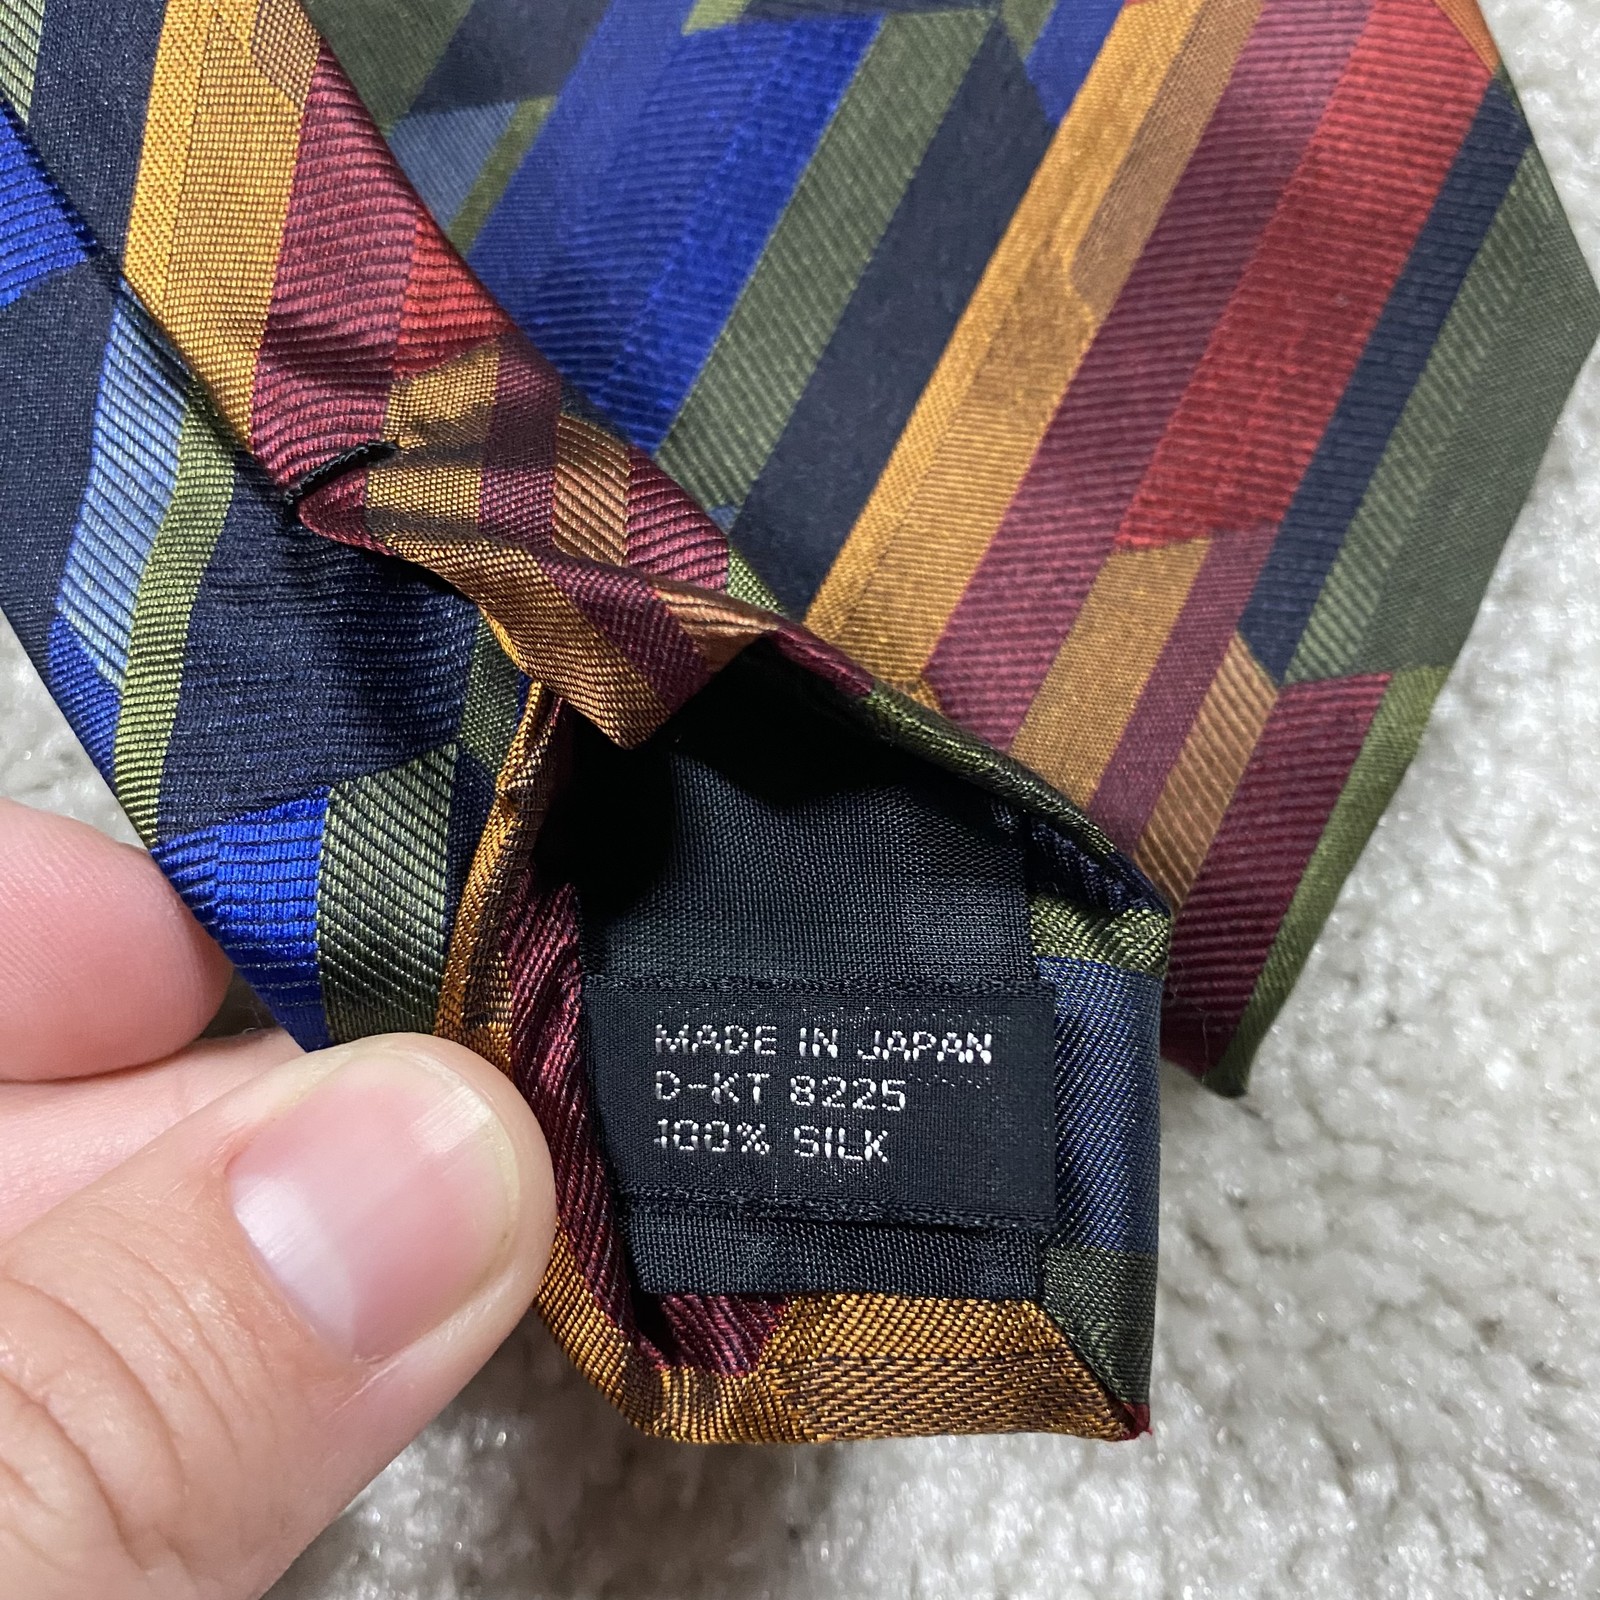 MADE IN JAPAN
D-KT 8225
100% SILK